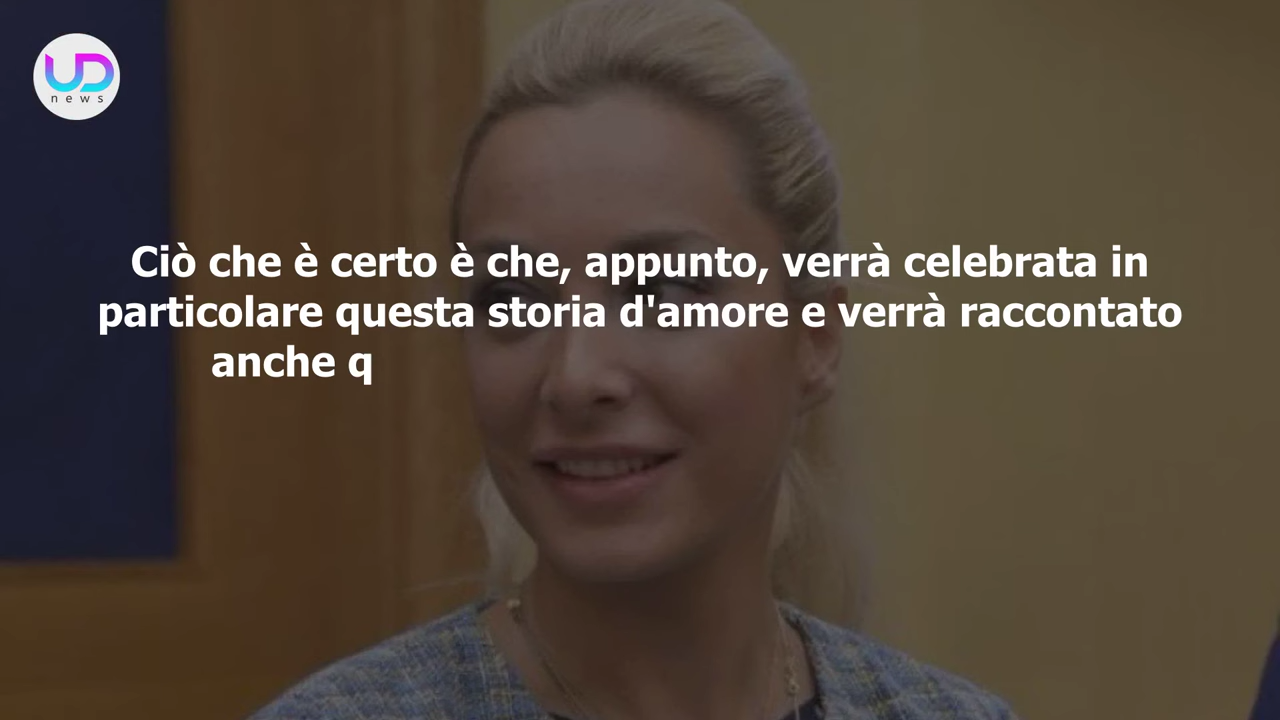 UD
news
Ciò che è certo è che, appunto, verrà celebrata in
particolare questa storia d'amore e verrà raccontato
anche q